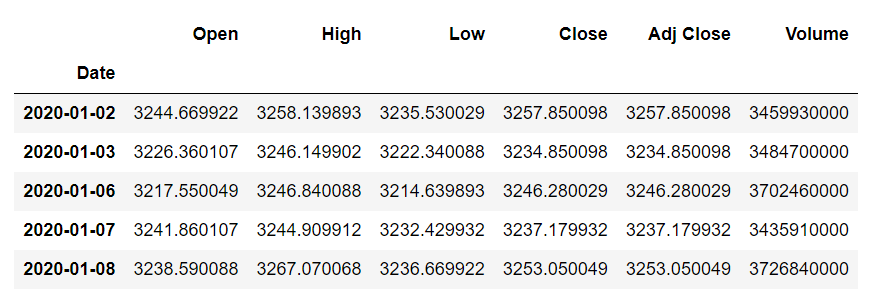 Open High Low Close Adj Close Volume
Date
2020-01-02 3244.669922 3258.139893 3235.530029 3257.850098 3257.850098 3459930000
2020-01-03 3226.360107 3246.149902 3222.340088 3234.850098 3234.850098 3484700000
2020-01-06 3217.550049 3246.840088 3214.639893 3246.280029 3246.280029 3702460000
2020-01-07 3241.860107 3244.909912 3232.429932 3237.179932 3237.179932 3435910000
2020-01-08 3238.590088 3267.070068 3236.669922 3253.050049 3253.050049 3726840000